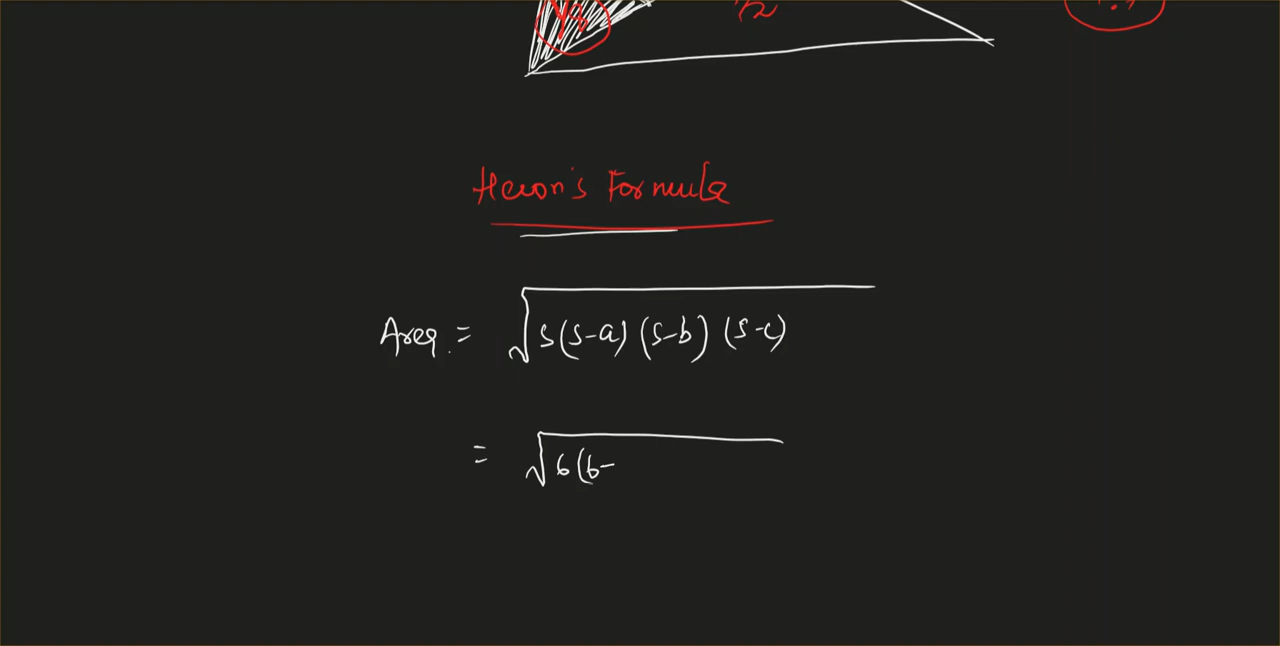 Heron's Formula
Area = √s(s-a)(s-b)(s-c)
= √6(6-